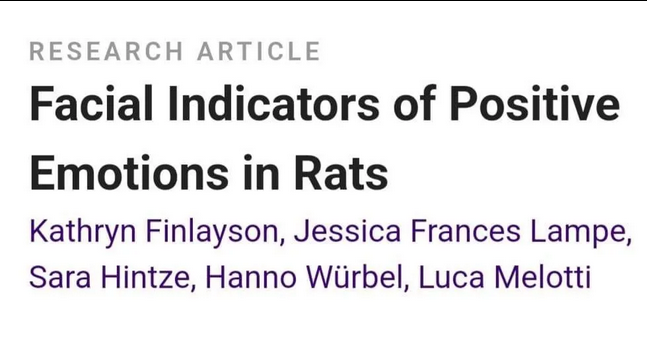 RESEARCH ARTICLE
Facial Indicators of Positive
Emotions in Rats
Kathryn Finlayson, Jessica Frances Lampe,
Sara Hintze, Hanno Würbel, Luca Melotti